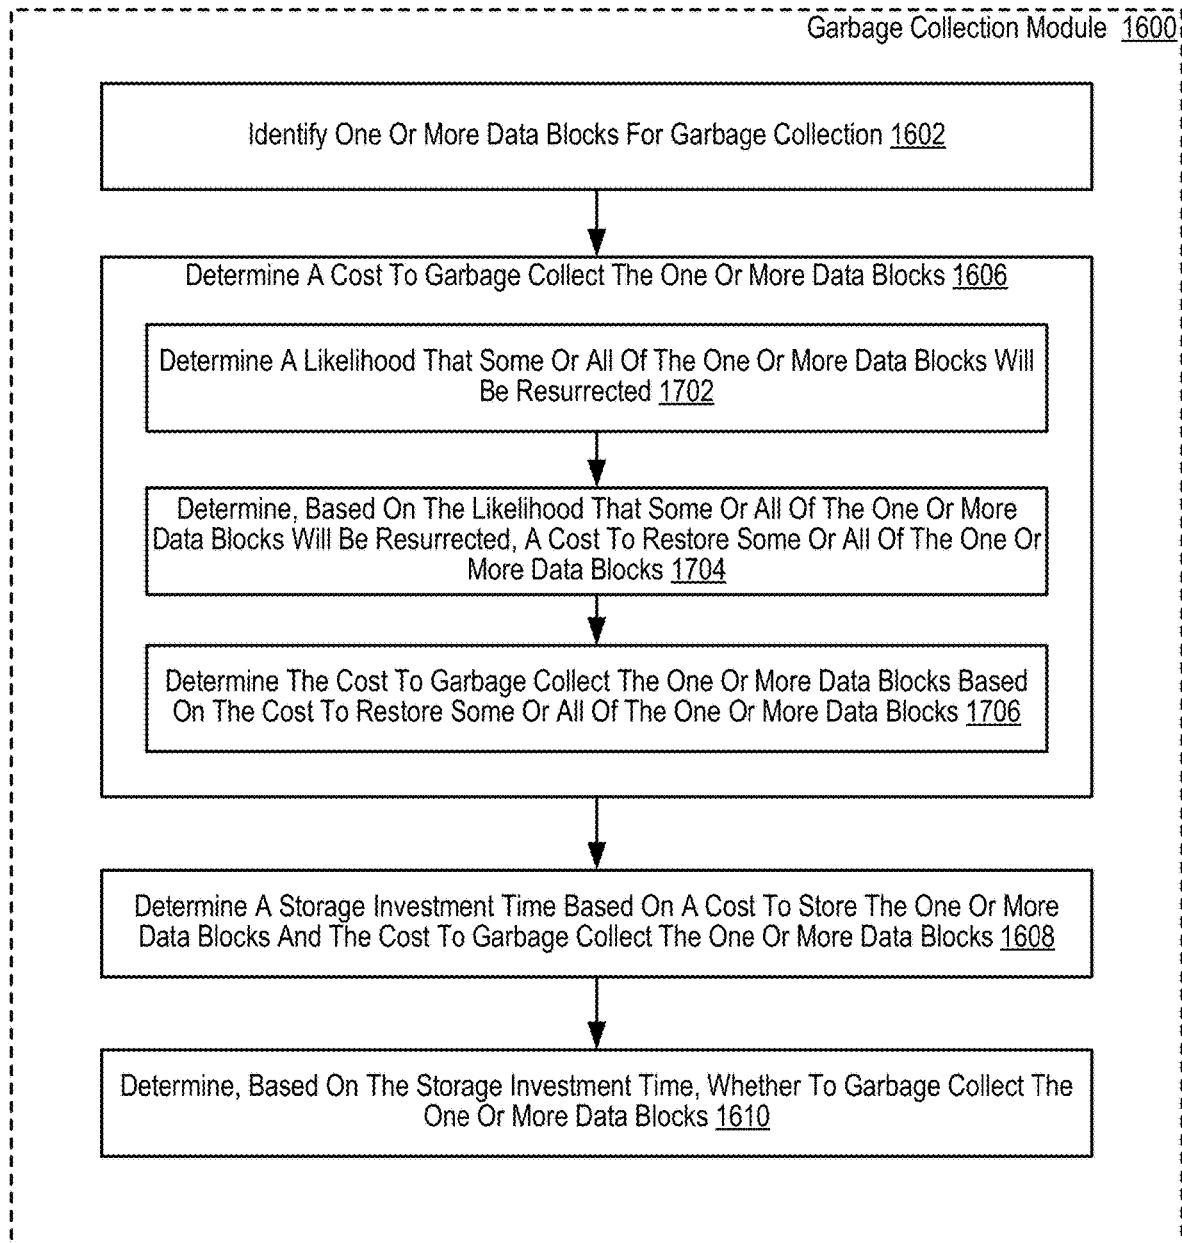 Garbage Collection Module 1600
Identify One Or More Data Blocks For Garbage Collection 1602
Determine A Cost To Garbage Collect The One Or More Data Blocks 1606
Determine A Likelihood That Some Or All Of The One Or More Data Blocks Will
Be Resurrected 1702
Determine, Based On The Likelihood That Some Or All Of The One Or More
Data Blocks Will Be Resurrected, A Cost To Restore Some Or All Of The One Or
More Data Blocks 1704
Determine The Cost To Garbage Collect The One Or More Data Blocks Based
On The Cost To Restore Some Or All Of The One Or More Data Blocks 1706
Determine A Storage Investment Time Based On A Cost To Store The One Or More
Data Blocks And The Cost To Garbage Collect The One Or More Data Blocks 1608
Determine, Based On The Storage Investment Time, Whether To Garbage Collect The
One Or More Data Blocks 1610